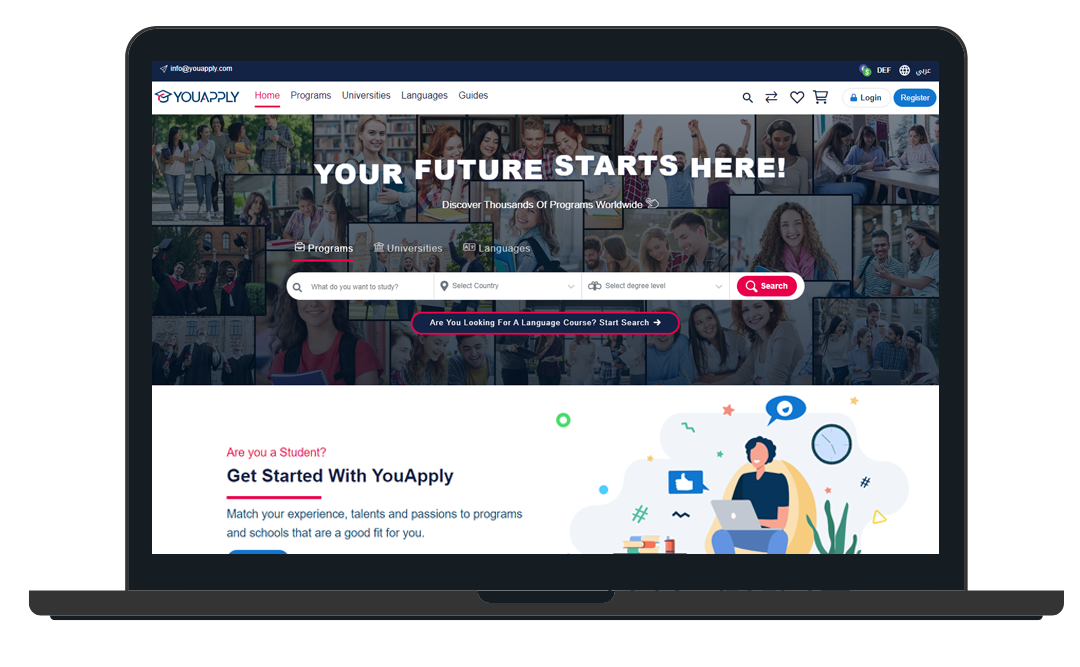 info@youapply.com
DEF
عربي
YOUAPPLY
Home Programs Universities Languages Guides
Login Register
YOUR FUTURE STARTS HERE!
Discover Thousands Of Programs Worldwide
Programs Universities Languages
What do you want to study? Select Country Select degree level Search
Are You Looking For A Language Course? Start Search →
Are you a Student?
Get Started With YouApply
Match your experience, talents and passions to programs
and schools that are a good fit for you.